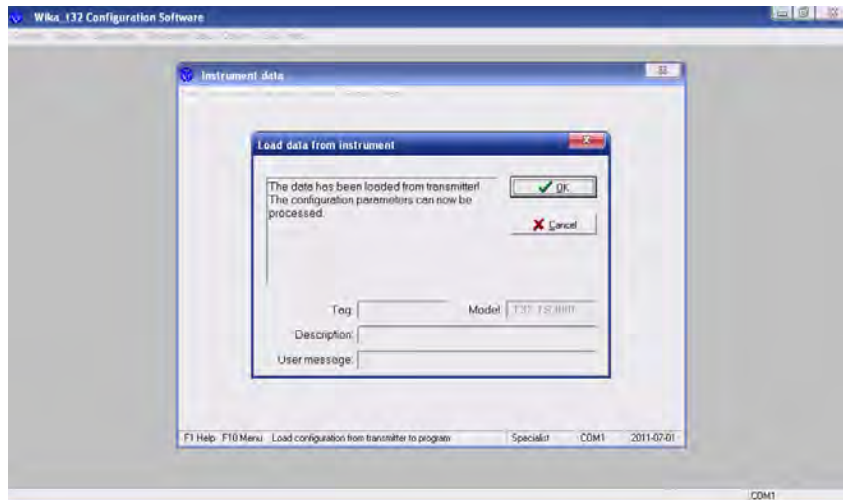 Wika_T32 Configuration Software
Instrument data
Load data from instrument
The data has been loaded from transmitter!
The configuration parameters can now be
processed.
OK
Cancel
Tag:
Model
Description:
User message:
F1 Help F10 Menu Load configuration from transmitter to program Specialist COM1 2011-07-01
COM1